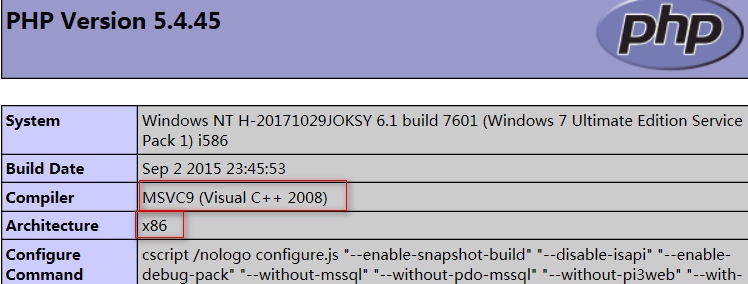 PHP Version 5.4.45
php
System Windows NT H-20171029JOKSY 6.1 build 7601 (Windows 7 Ultimate Edition Service
Pack 1) i586
Build Date Sep 2 2015 23:45:53
Compiler MSVC9 (Visual C++ 2008)
Architecture x86
Configure cscript /nologo configure.js "--enable-snapshot-build" "--disable-isapi" "--enable-
Command debug-pack" "--without-mssql" "--without-pdo-mssql" "--without-pi3web" "--with-